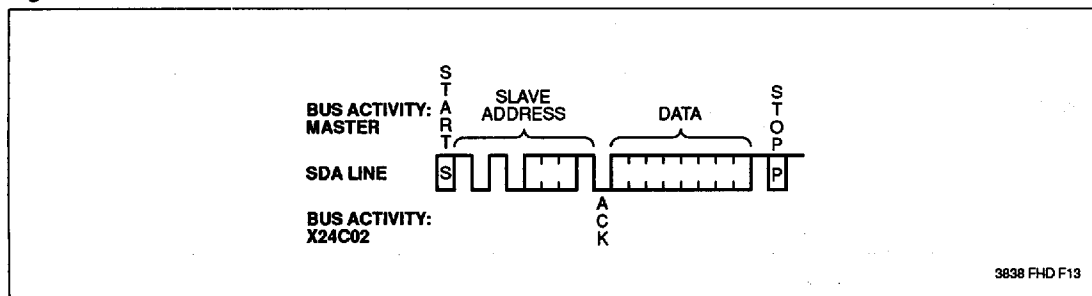 START
BUS ACTIVITY:
MASTER
SLAVE
ADDRESS
DATA
STOP
SDA LINE
S
P
BUS ACTIVITY:
X24C02
ACK
3838 FHD F13